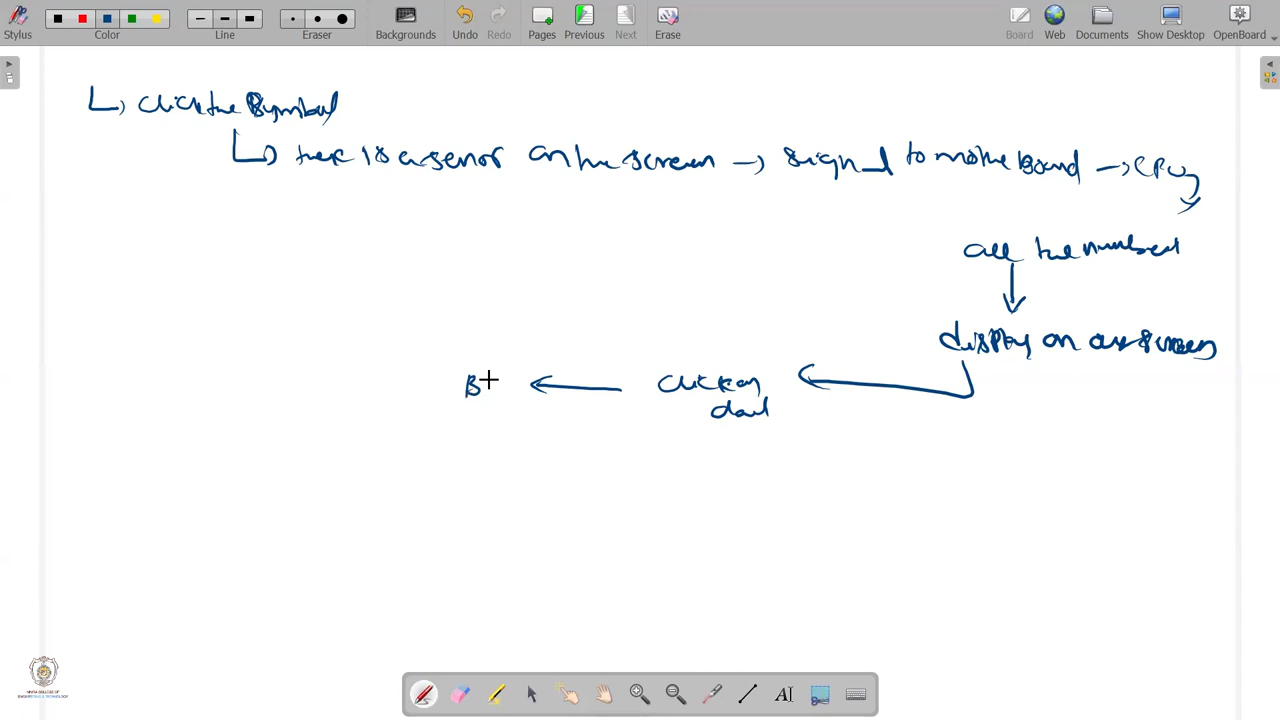 Stylus Color Line Eraser Backgrounds Undo Redo Pages Previous Next Erase Board Web Documents Show Desktop OpenBoard
click the symbol
there is a sensor on the screen → signal to mother Board → CPU
all the number
display on our screen
B ← click on
dail